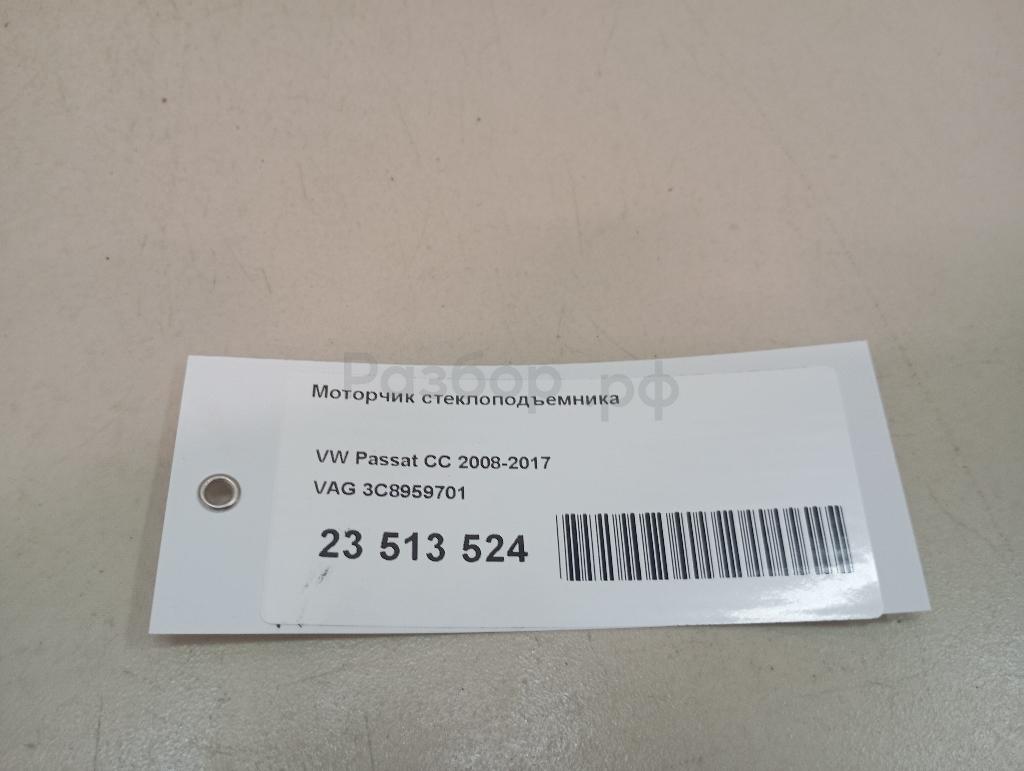 Разбор.рф
Моторчик стеклоподъемника
VW Passat CC 2008-2017
VAG 3C8959701
23 513 524